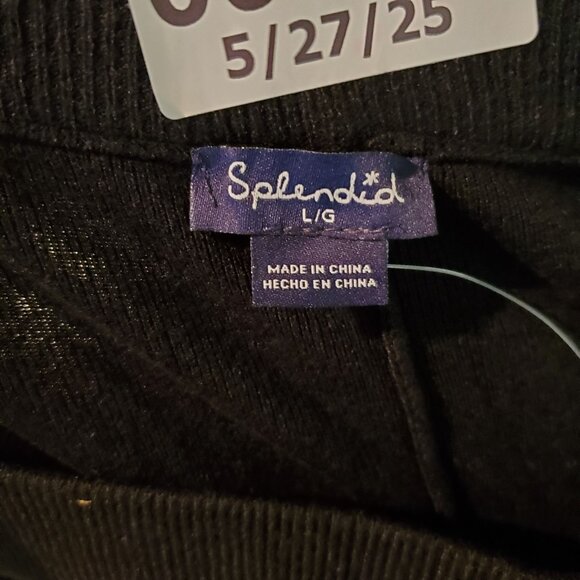 5/27/25
Splendid
L/G
MADE IN CHINA
HECHO EN CHINA